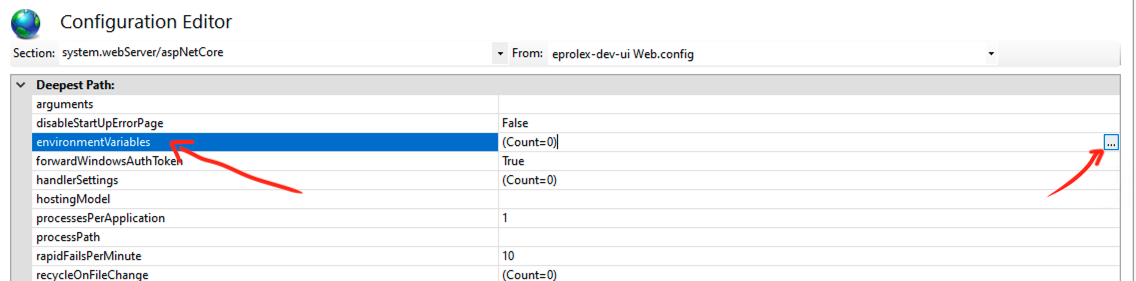 Configuration Editor
Section: system.webServer/aspNetCore From: eprolex-dev-ui Web.config
Deepest Path:
arguments
disableStartUpErrorPage False
environmentVariables (Count=0) ...
forwardWindowsAuthToken True
handlerSettings (Count=0)
hostingModel
processesPerApplication 1
processPath
rapidFailsPerMinute 10
recycleOnFileChange (Count=0)